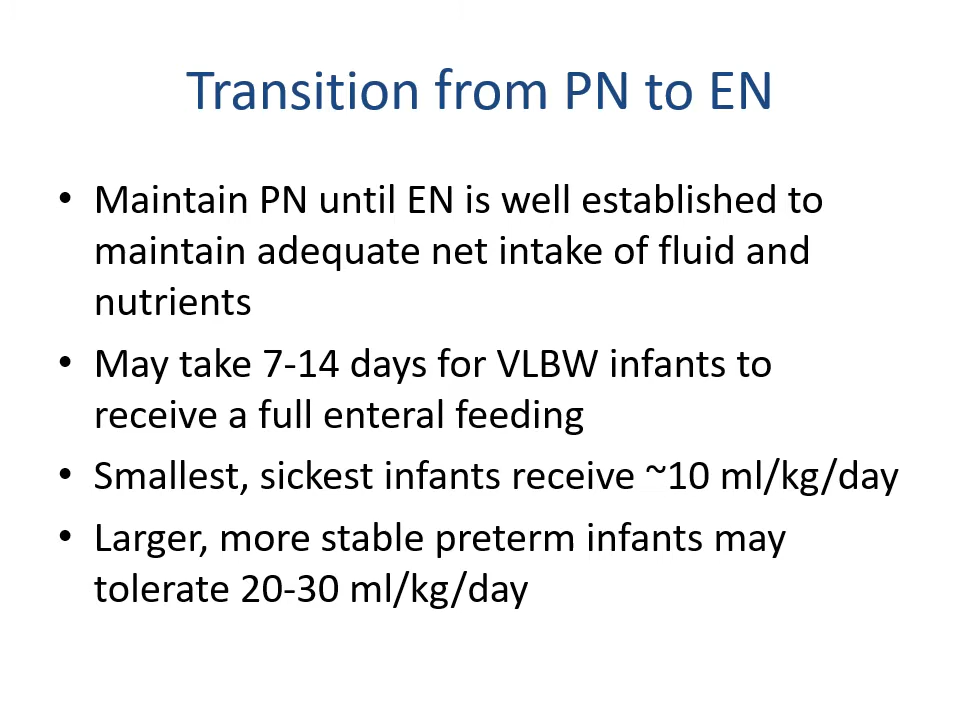 Transition from PN to EN
• Maintain PN until EN is well established to
maintain adequate net intake of fluid and
nutrients
• May take 7-14 days for VLBW infants to
receive a full enteral feeding
• Smallest, sickest infants receive ~10 ml/kg/day
• Larger, more stable preterm infants may
tolerate 20-30 ml/kg/day